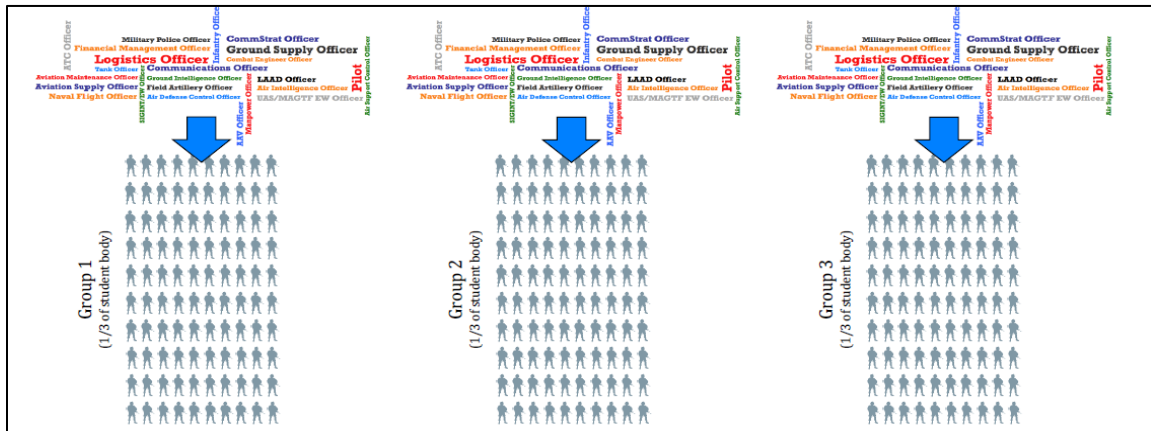 ATC Officer
Infantry Officer
Military Police Officer
CommStrat Officer
Financial Management Officer
Ground Supply Officer
Logistics Officer
Combat Engineer Officer
Tank Officer
Communications Officer
Aviation Maintenance Officer
Ground Intelligence Officer
LAAD Officer
Aviation Supply Officer
Field Artillery Officer
Air Intelligence Officer
Naval Flight Officer
Air Defense Control Officer
UAS/MAGTF EW Officer
SIGINT/EW Officer
Manpower Officer
AAV Officer
Pilot
Air Support Control Officer
Group 1
(1/3 of student body)
ATC Officer
Infantry Officer
Military Police Officer
CommStrat Officer
Financial Management Officer
Ground Supply Officer
Logistics Officer
Combat Engineer Officer
Tank Officer
Communications Officer
Aviation Maintenance Officer
Ground Intelligence Officer
LAAD Officer
Aviation Supply Officer
Field Artillery Officer
Air Intelligence Officer
Naval Flight Officer
Air Defense Control Officer
UAS/MAGTF EW Officer
SIGINT/EW Officer
Manpower Officer
AAV Officer
Pilot
Air Support Control Officer
Group 2
(1/3 of student body)
ATC Officer
Infantry Officer
Military Police Officer
CommStrat Officer
Financial Management Officer
Ground Supply Officer
Logistics Officer
Combat Engineer Officer
Tank Officer
Communications Officer
Aviation Maintenance Officer
Ground Intelligence Officer
LAAD Officer
Aviation Supply Officer
Field Artillery Officer
Air Intelligence Officer
Naval Flight Officer
Air Defense Control Officer
UAS/MAGTF EW Officer
SIGINT/EW Officer
Manpower Officer
AAV Officer
Pilot
Air Support Control Officer
Group 3
(1/3 of student body)